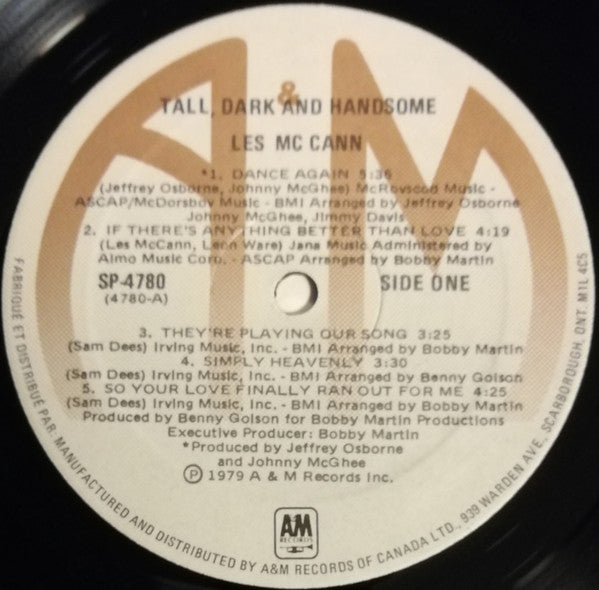 A&M
TALL, DARK AND HANDSOME
LES MC CANN
*1. DANCE AGAIN 5:36
(Jeffrey Osborne, Johnny McGhee) McRovscod Music -
ASCAP/McDorsbov Music - BMI Arranged by Jeffrey Osborne
Johnny McGhee, Jimmy Davis
2. IF THERE'S ANYTHING BETTER THAN LOVE 4:19
(Les McCann, Leon Ware) Jana Music Administered by
Almo Music Corp. - ASCAP Arranged by Bobby Martin
SP-4780 SIDE ONE
(4780-A)
3. THEY'RE PLAYING OUR SONG 3:25
(Sam Dees) Irving Music, Inc. - BMI Arranged by Bobby Martin
4. SIMPLY HEAVENLY 3:30
(Sam Dees) Irving Music, Inc. - BMI Arranged by Benny Golson
5. SO YOUR LOVE FINALLY RAN OUT FOR ME 4:25
(Sam Dees) Irving Music, Inc. - BMI Arranged by Bobby Martin
Produced by Benny Golson for Bobby Martin Productions
Executive Producer: Bobby Martin
*Produced by Jeffrey Osborne
and Johnny McGhee
℗ 1979 A & M Records Inc.
A&M
RECORDS
FABRIQUÉ ET DISTRIBUÉ PAR: MANUFACTURED AND DISTRIBUTED BY A&M RECORDS OF CANADA LTD., 939 WARDEN AVE. SCARBOROUGH, ONT. M1L 4C5